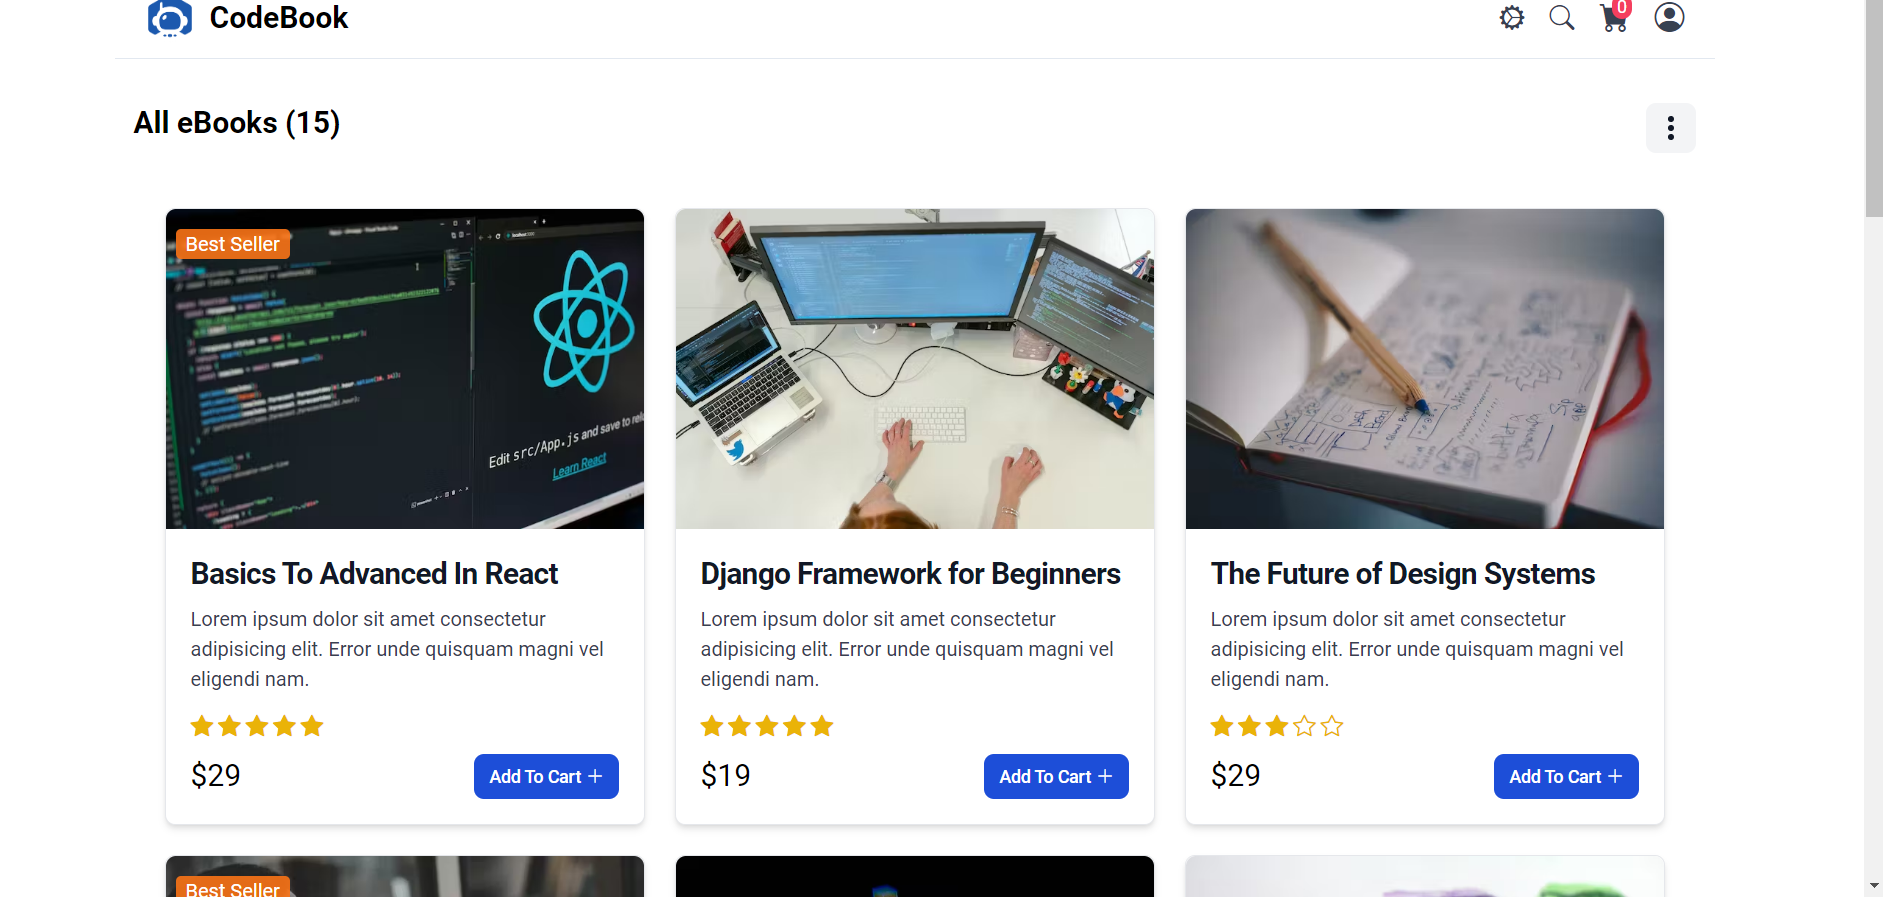 CodeBook
0
All eBooks (15)
Best Seller
Edit src/App.js and save to relo
Learn React
Basics To Advanced In React
Lorem ipsum dolor sit amet consectetur
adipisicing elit. Error unde quisquam magni vel
eligendi nam.
$29
Add To Cart +
Django Framework for Beginners
Lorem ipsum dolor sit amet consectetur
adipisicing elit. Error unde quisquam magni vel
eligendi nam.
$19
Add To Cart +
The Future of Design Systems
Lorem ipsum dolor sit amet consectetur
adipisicing elit. Error unde quisquam magni vel
eligendi nam.
$29
Add To Cart +
Best Seller